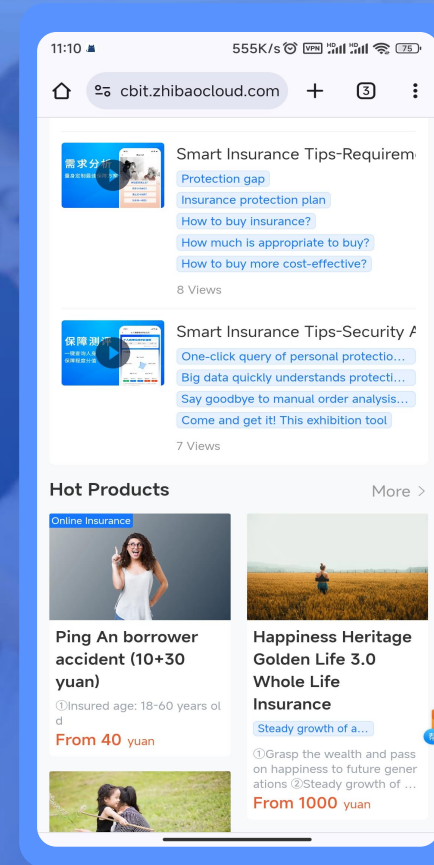 11:10
555K/s VPN HD HD 75
cbit.zhibaocloud.com
3
需求分析
Smart Insurance Tips-Requirem
Protection gap
Insurance protection plan
How to buy insurance?
How much is appropriate to buy?
How to buy more cost-effective?
8 Views
保障测评
Smart Insurance Tips-Security A
One-click query of personal protectio...
Big data quickly understands protecti...
Say goodbye to manual order analysis...
Come and get it! This exhibition tool
7 Views
Hot Products
More >
Online Insurance
Ping An borrower
accident (10+30
yuan)
①Insured age: 18-60 years ol
d
From 40 yuan
Happiness Heritage
Golden Life 3.0
Whole Life
Insurance
Steady growth of a...
①Grasp the wealth and pass
on happiness to future gener
ations ②Steady growth of ...
From 1000 yuan